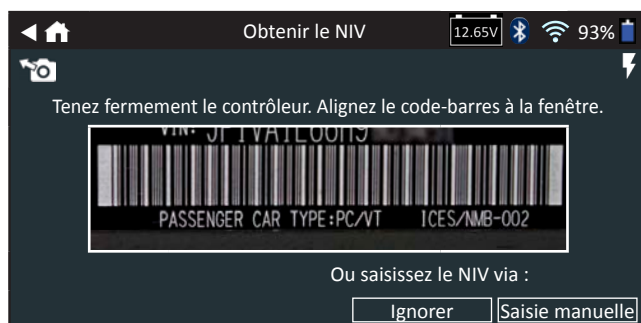 Obtenir le NIV
12.65V
93%
Tenez fermement le contrôleur. Alignez le code-barres à la fenêtre.
VIN:
PASSENGER CAR TYPE:PC/VT ICES/NMB-002
Ou saisissez le NIV via :
Ignorer
Saisie manuelle